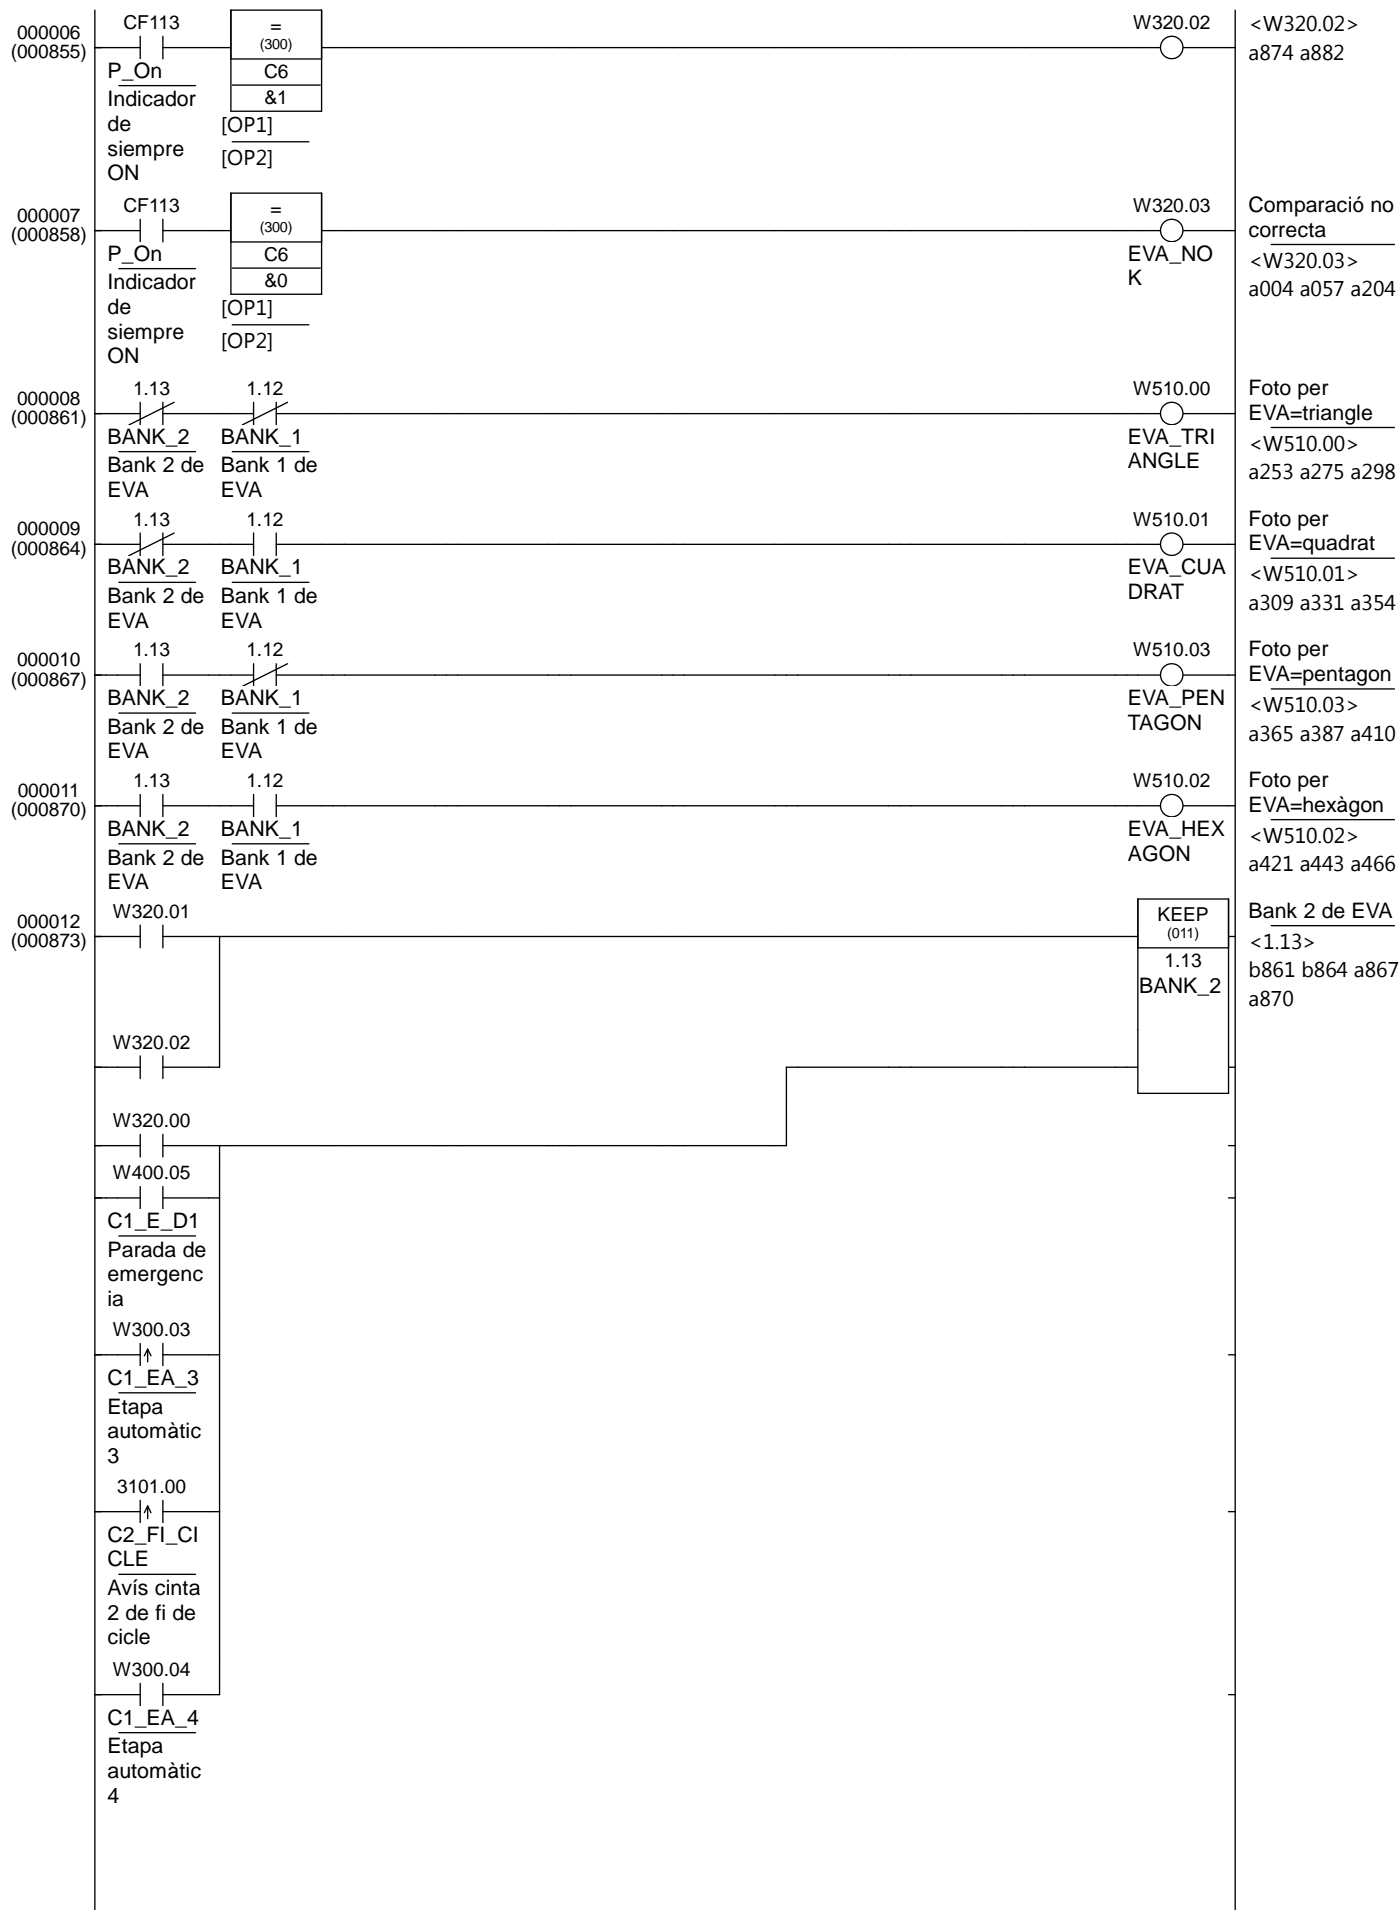 000006
(000855)
CF113
P_On
Indicador
de
siempre
ON
=
(300)
C6
&1
[OP1]
[OP2]
W320.02
<W320.02>
a874 a882
000007
(000858)
CF113
P_On
Indicador
de
siempre
ON
=
(300)
C6
&0
[OP1]
[OP2]
W320.03
EVA_NO
K
Comparació no
correcta
<W320.03>
a004 a057 a204
000008
(000861)
1.13
BANK_2
Bank 2 de
EVA
1.12
BANK_1
Bank 1 de
EVA
W510.00
EVA_TRI
ANGLE
Foto per
EVA=triangle
<W510.00>
a253 a275 a298
000009
(000864)
1.13
BANK_2
Bank 2 de
EVA
1.12
BANK_1
Bank 1 de
EVA
W510.01
EVA_CUA
DRAT
Foto per
EVA=quadrat
<W510.01>
a309 a331 a354
000010
(000867)
1.13
BANK_2
Bank 2 de
EVA
1.12
BANK_1
Bank 1 de
EVA
W510.03
EVA_PEN
TAGON
Foto per
EVA=pentagon
<W510.03>
a365 a387 a410
000011
(000870)
1.13
BANK_2
Bank 2 de
EVA
1.12
BANK_1
Bank 1 de
EVA
W510.02
EVA_HEX
AGON
Foto per
EVA=hexàgon
<W510.02>
a421 a443 a466
000012
(000873)
W320.01
KEEP
(011)
1.13
BANK_2
Bank 2 de EVA
<1.13>
b861 b864 a867
a870
W320.02
W320.00
W400.05
C1_E_D1
Parada de
emergenc
ia
W300.03
C1_EA_3
Etapa
automàtic
3
3101.00
C2_FI_CI
CLE
Avís cinta
2 de fi de
cicle
W300.04
C1_EA_4
Etapa
automàtic
4